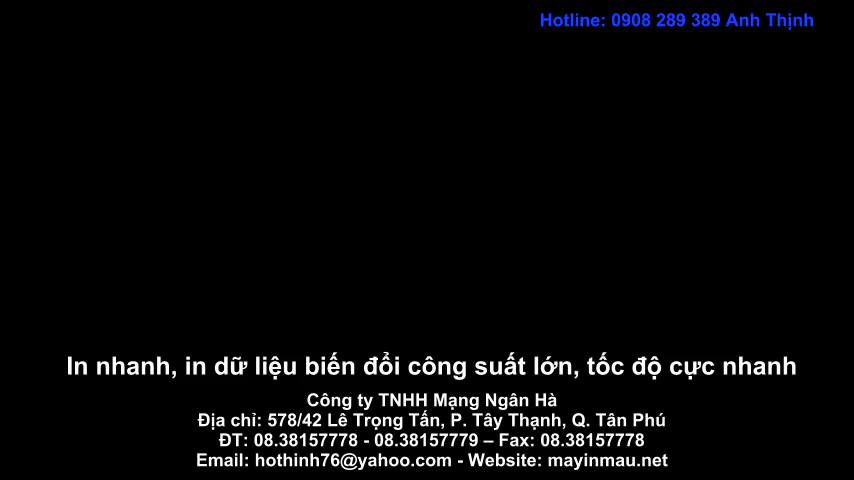 Hotline: 0908 289 389 Anh Thịnh
In nhanh, in dữ liệu biến đổi công suất lớn, tốc độ cực nhanh
Công ty TNHH Mạng Ngân Hà
Địa chỉ: 578/42 Lê Trọng Tấn, P. Tây Thạnh, Q. Tân Phú
ĐT: 08.38157778 - 08.38157779 – Fax: 08.38157778
Email: hothinh76@yahoo.com - Website: mayinmau.net